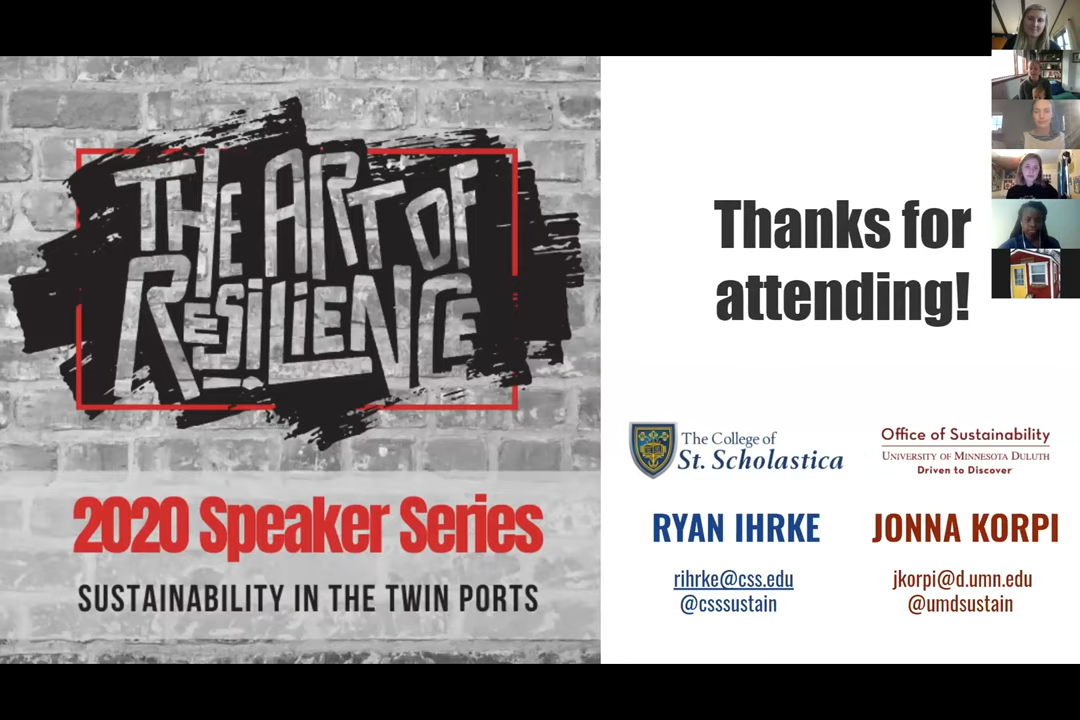 THE ART OF
RESILIENCE
2020 Speaker Series
SUSTAINABILITY IN THE TWIN PORTS
Thanks for
attending!
The College of
St. Scholastica
Office of Sustainability
UNIVERSITY OF MINNESOTA DULUTH
Driven to Discover
RYAN IHRKE
rihrke@css.edu
@csssustain
JONNA KORPI
jkorpi@d.umn.edu
@umdsustain